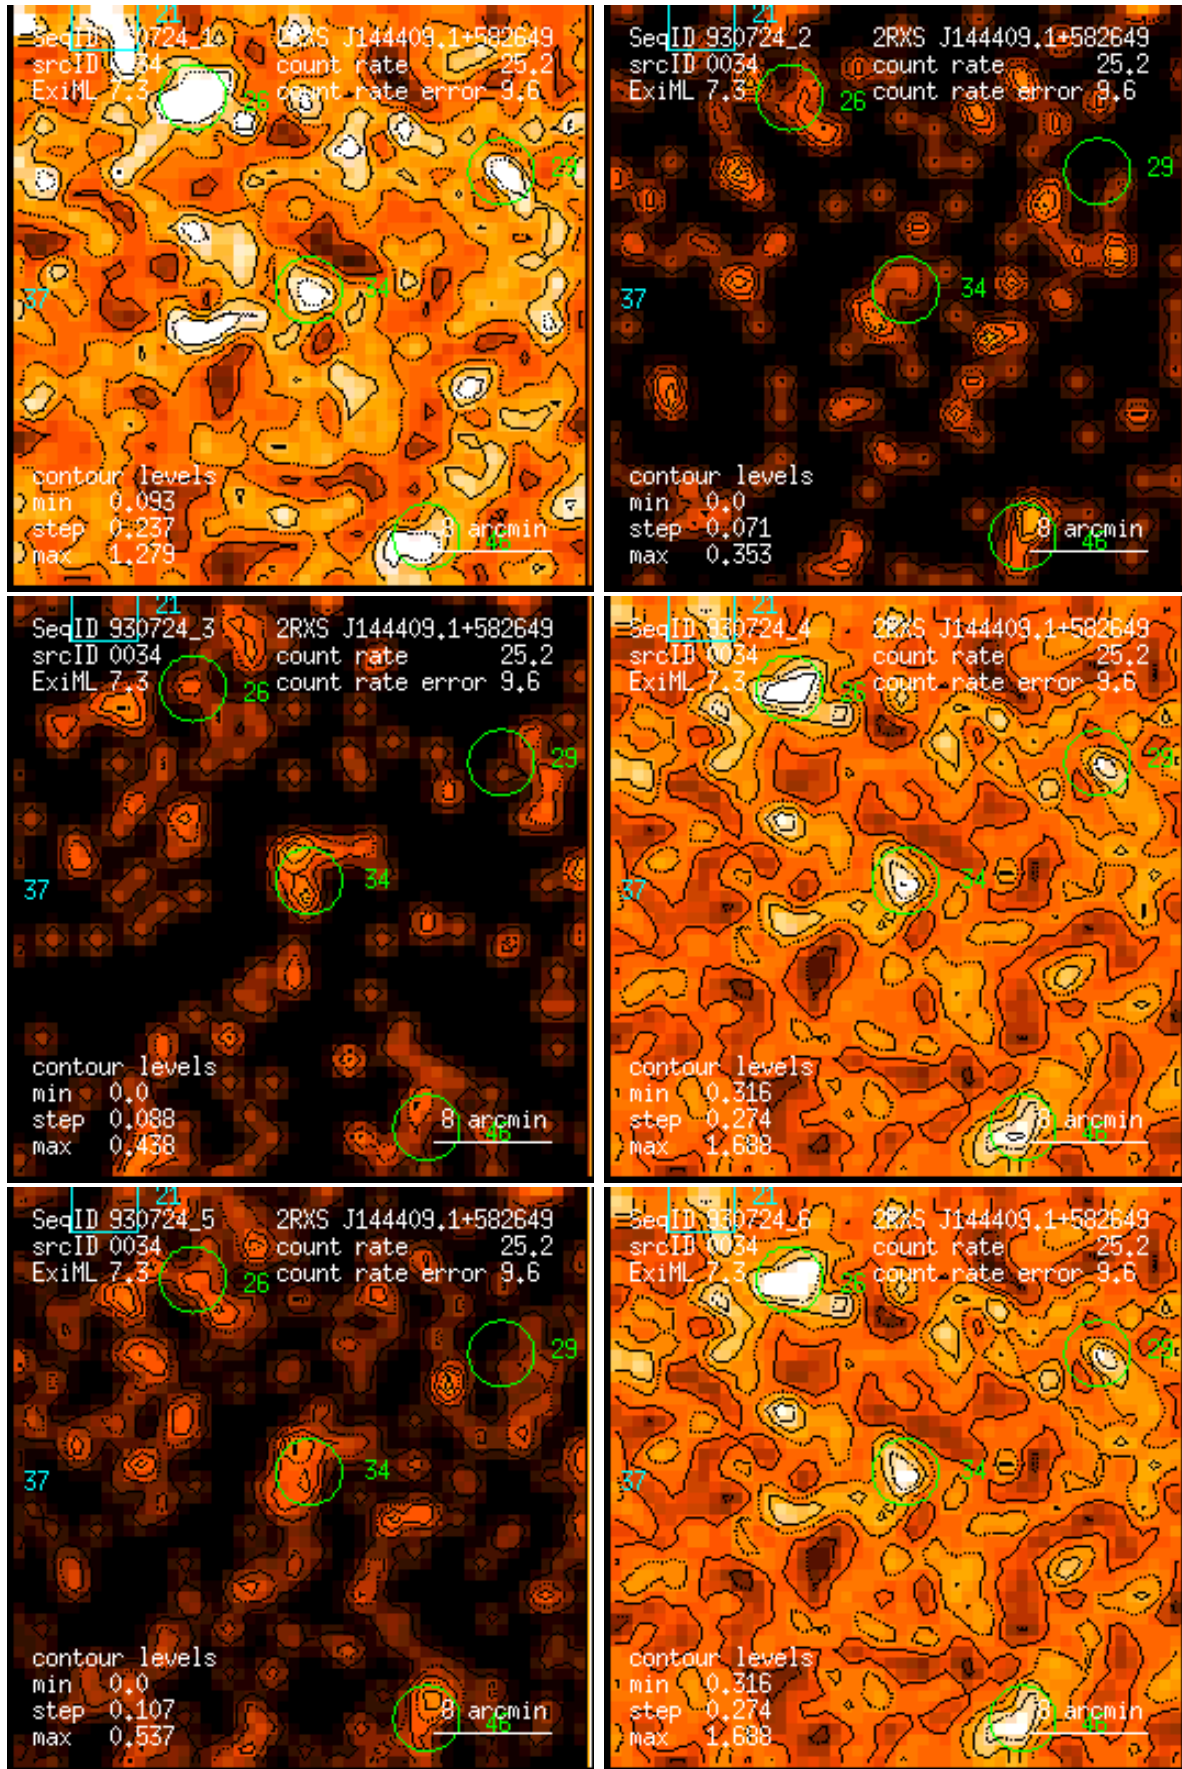 21
SeqID 930724_1 2RXS J144409.1+582649
srcID 0034 count rate 25.2
ExiML 7.3 26 count rate error 9.6
29
34
37
contour levels
min 0.093
step 0.237 8 arcmin
max 1.279 46
21
SeqID 930724_2 2RXS J144409.1+582649
srcID 0034 count rate 25.2
ExiML 7.3 26 count rate error 9.6
29
34
37
contour levels
min 0.0
step 0.071 8 arcmin
max 0.353 46
21
SeqID 930724_3 2RXS J144409.1+582649
srcID 0034 count rate 25.2
ExiML 7.3 26 count rate error 9.6
29
34
37
contour levels
min 0.0
step 0.088 8 arcmin
max 0.438 46
21
SeqID 930724_4 2RXS J144409.1+582649
srcID 0034 count rate 25.2
ExiML 7.3 26 count rate error 9.6
29
34
37
contour levels
min 0.316
step 0.274 8 arcmin
max 1.688 46
21
SeqID 930724_5 2RXS J144409.1+582649
srcID 0034 count rate 25.2
ExiML 7.3 26 count rate error 9.6
29
34
37
contour levels
min 0.0
step 0.107 8 arcmin
max 0.537 46
21
SeqID 930724_6 2RXS J144409.1+582649
srcID 0034 count rate 25.2
ExiML 7.3 26 count rate error 9.6
29
34
37
contour levels
min 0.316
step 0.274 8 arcmin
max 1.688 46